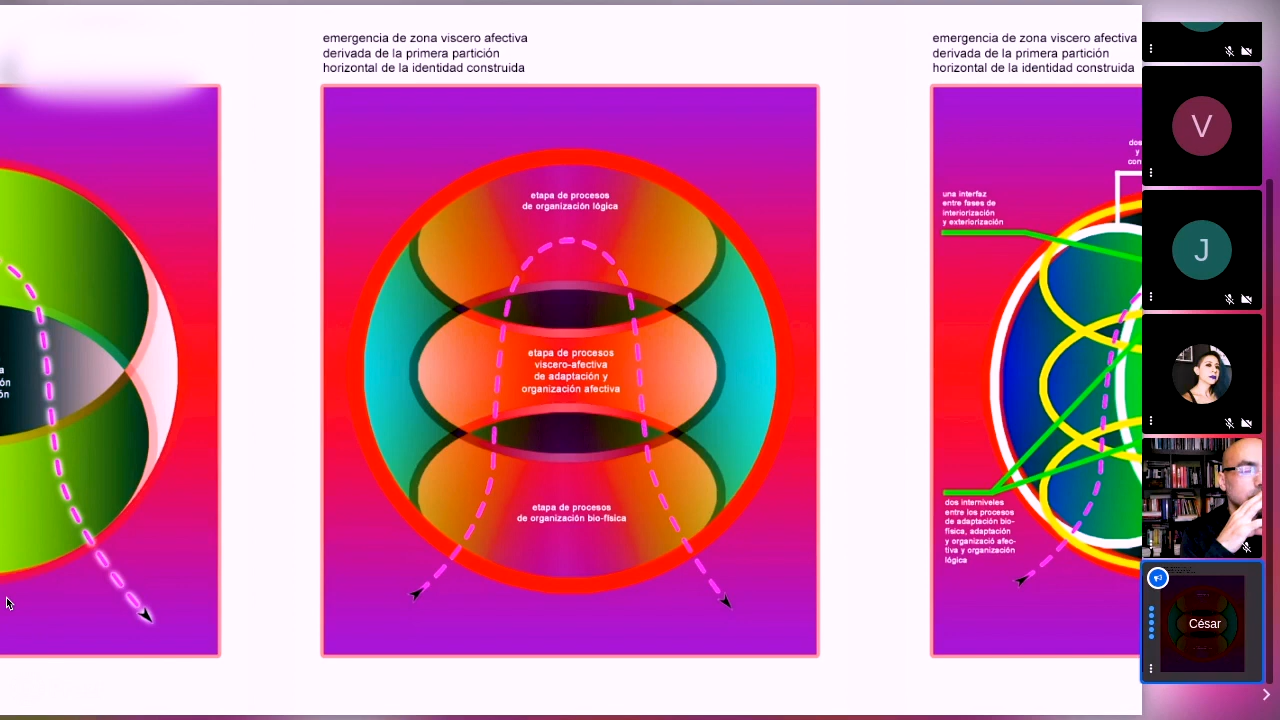 emergencia de zona viscero afectiva
derivada de la primera partición
horizontal de la identidad construida
etapa de procesos
de organización lógica
etapa de procesos
viscero-afectiva
de adaptación y
organización afectiva
etapa de procesos
de organización bio-física
emergencia de zona viscero afectiva
derivada de la primera partición
horizontal de la identidad construida
una interfaz
entre fases de
interiorización
y exteriorización
dos
y
con
dos interniveles
entre los procesos
de adaptación bio-
física, adaptación
y organizació afec-
tiva y organización
lógica
V
J
César